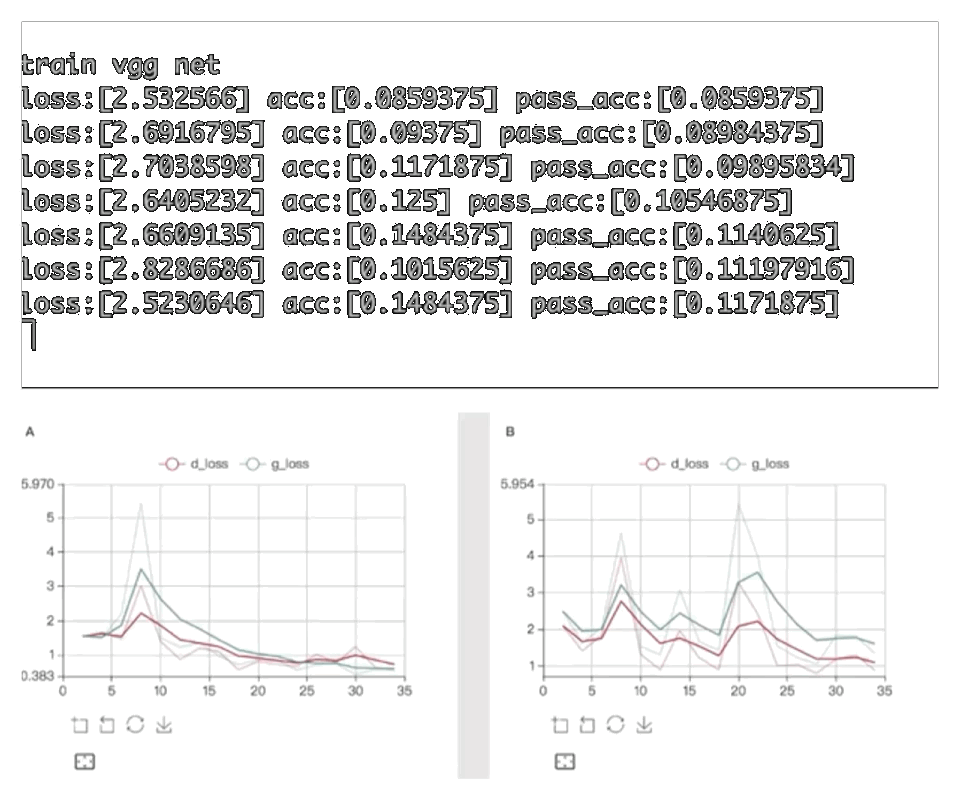 train vgg net
loss:[2.532566] acc:[0.0859375] pass_acc:[0.0859375]
loss:[2.6916795] acc:[0.09375] pass_acc:[0.08984375]
loss:[2.7038598] acc:[0.1171875] pass_acc:[0.09895834]
loss:[2.6405232] acc:[0.125] pass_acc:[0.10546875]
loss:[2.6609135] acc:[0.1484375] pass_acc:[0.1140625]
loss:[2.8286686] acc:[0.1015625] pass_acc:[0.11197916]
loss:[2.5230646] acc:[0.1484375] pass_acc:[0.1171875]
A
d_loss g_loss
5.970
5
4
3
2
1
0.383
0 5 10 15 20 25 30 35
B
d_loss g_loss
5.954
5
4
3
2
1
0 5 10 15 20 25 30 35